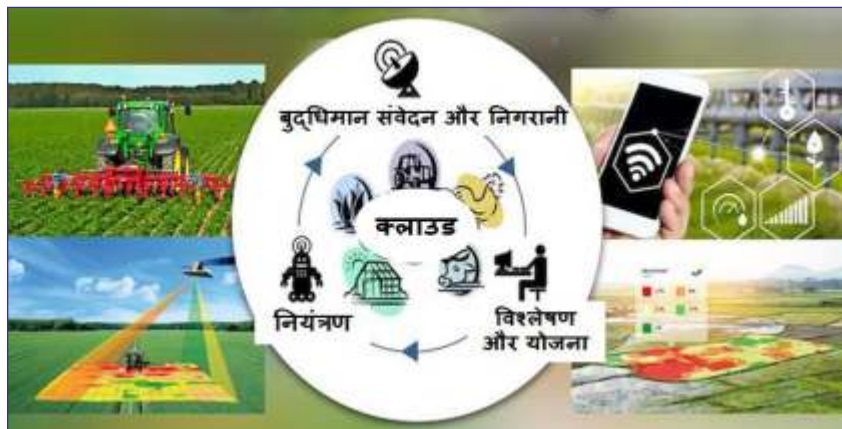 बुद्धिमान संवेदन और निगरानी
क्लाउड
नियंत्रण
विश्लेषण
और योजना